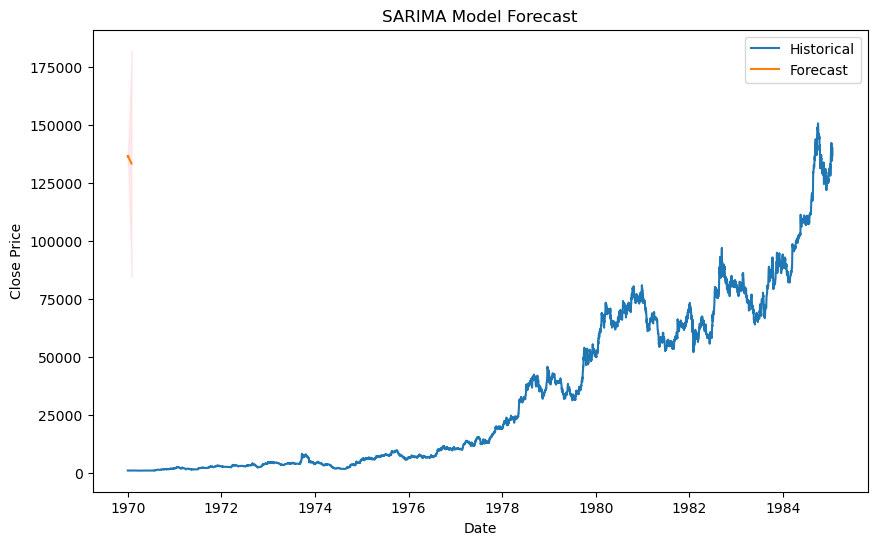 SARIMA Model Forecast
Historical
Forecast
175000
150000
125000
100000
75000
50000
25000
0
Close Price
1970 1972 1974 1976 1978 1980 1982 1984
Date